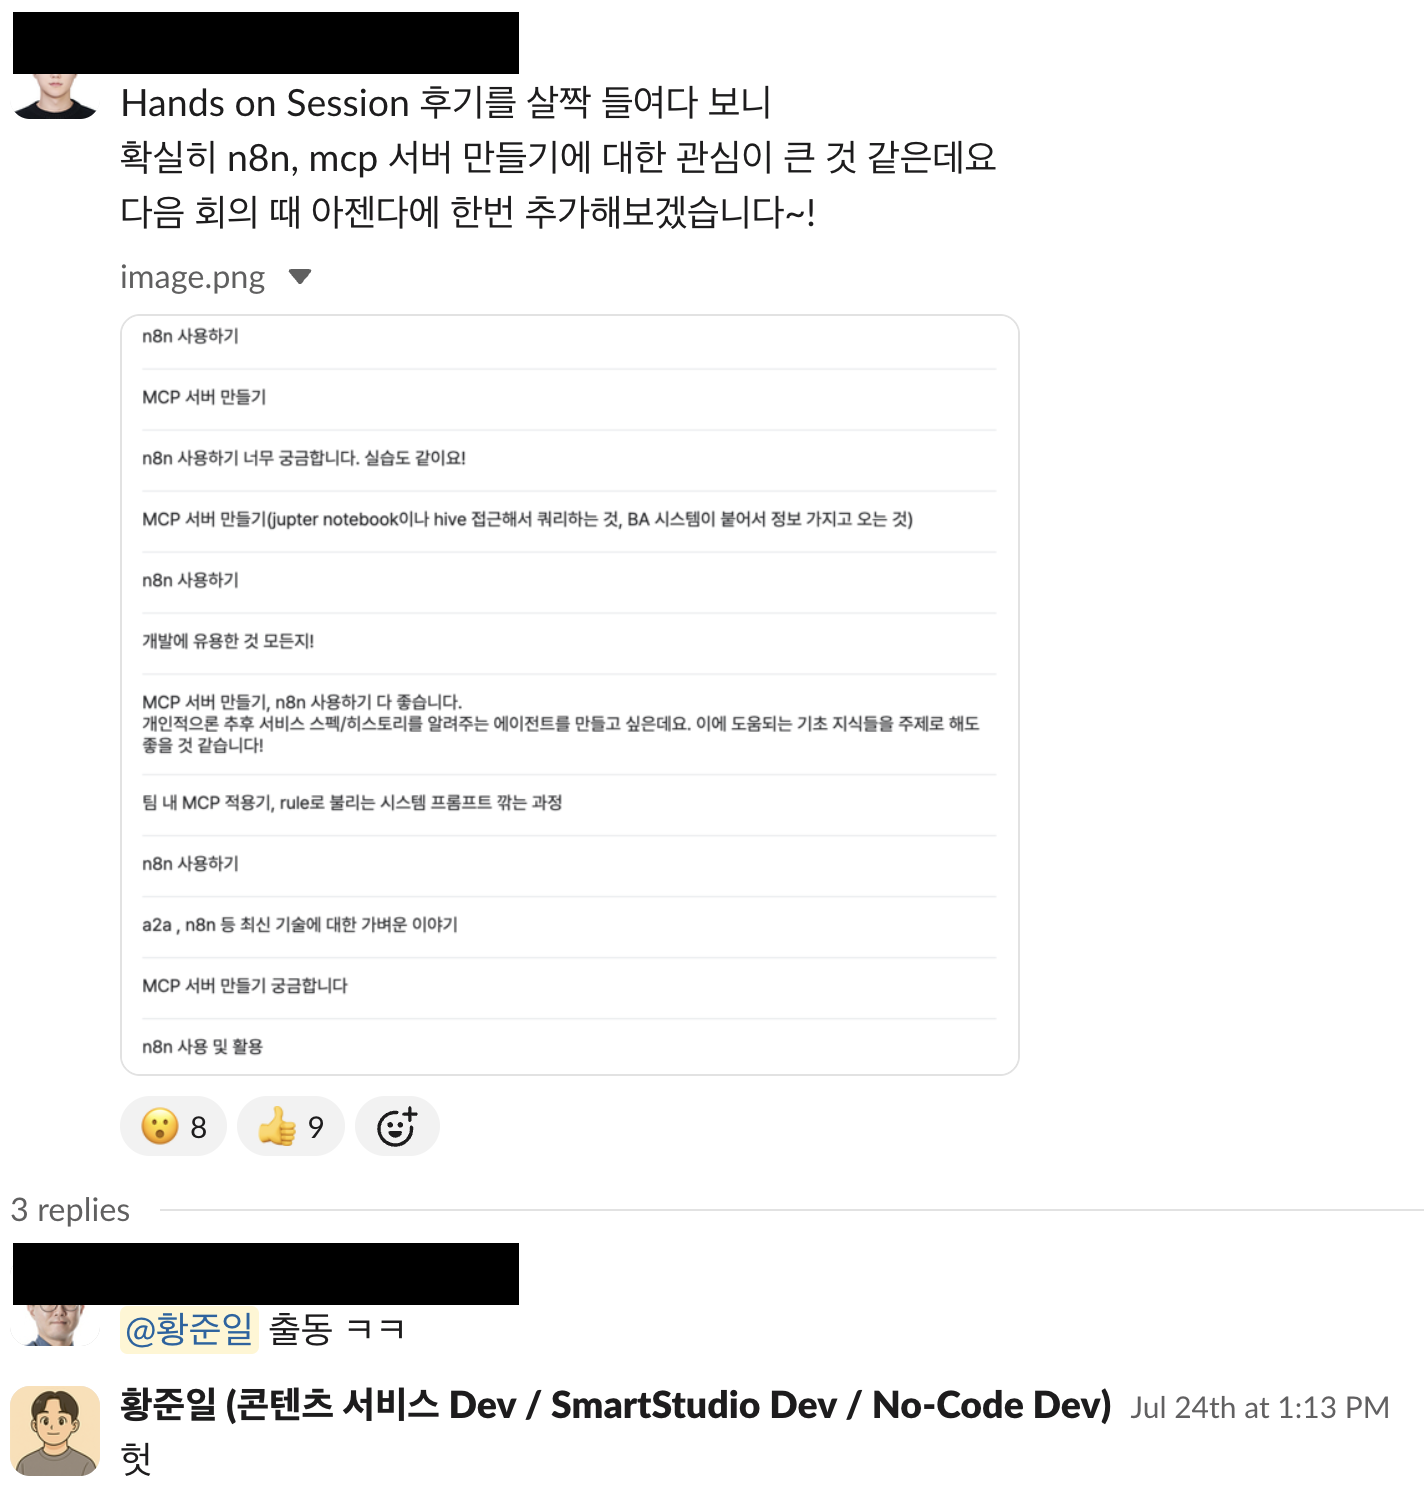 Hands on Session 후기를 살짝 들여다 보니
확실히 n8n, mcp 서버 만들기에 대한 관심이 큰 것 같은데요
다음 회의 때 아젠다에 한번 추가해보겠습니다~!
image.png
n8n 사용하기
MCP 서버 만들기
n8n 사용하기 너무 궁금합니다. 실습도 같이요!
MCP 서버 만들기(jupter notebook이나 hive 접근해서 쿼리하는 것, BA 시스템이 붙어서 정보 가지고 오는 것)
n8n 사용하기
개발에 유용한 것 모든지!
MCP 서버 만들기, n8n 사용하기 다 좋습니다.
개인적으론 추후 서비스 스펙/히스토리를 알려주는 에이전트를 만들고 싶은데요. 이에 도움되는 기초 지식들을 주제로 해도
좋을 것 같습니다!
팀 내 MCP 적용기, rule로 불리는 시스템 프롬프트 깎는 과정
n8n 사용하기
a2a , n8n 등 최신 기술에 대한 가벼운 이야기
MCP 서버 만들기 궁금합니다
n8n 사용 및 활용
8 9
3 replies
@황준일 출동 ㅋㅋ
황준일 (콘텐츠 서비스 Dev / SmartStudio Dev / No-Code Dev) Jul 24th at 1:13 PM
헛